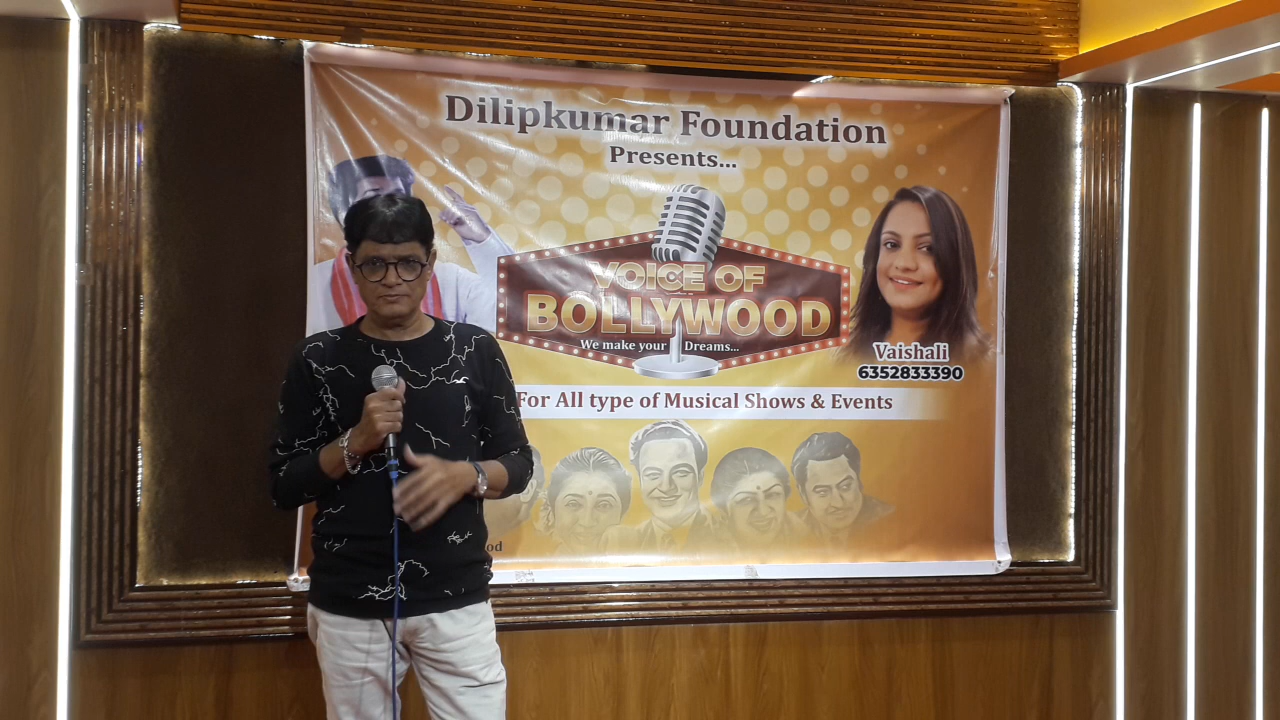 Dilipkumar Foundation
Presents...
VOICE OF
BOLLYWOOD
We make your Dreams...
Vaishali
6352833390
For All type of Musical Shows & Events